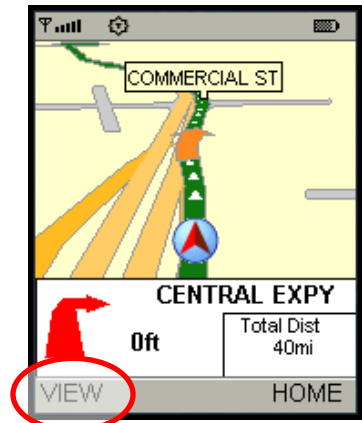 COMMERCIAL ST
CENTRAL EXPY
0ft
Total Dist
40mi
VIEW
HOME